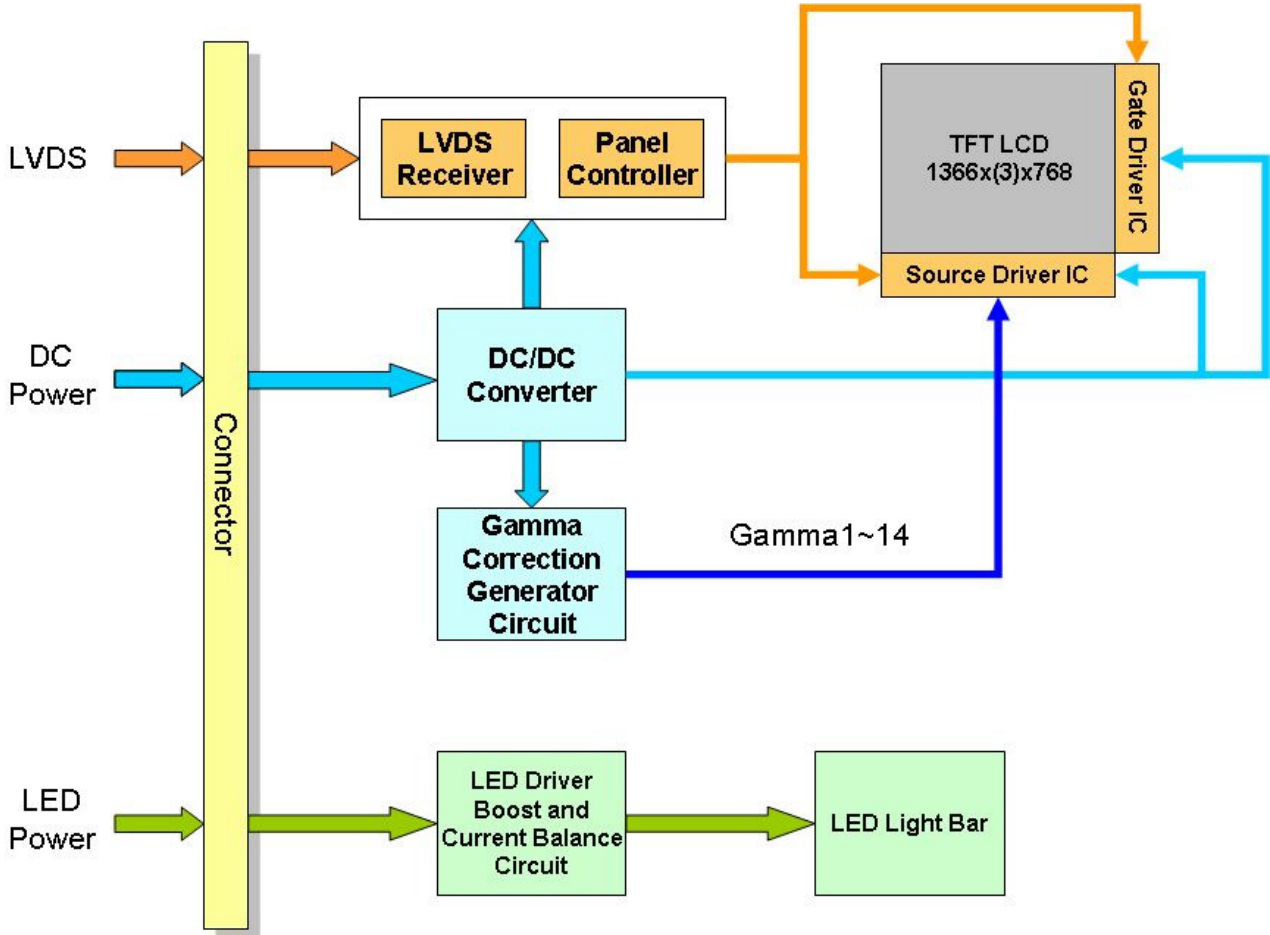 LVDS
LVDS
Receiver
Panel
Controller
TFT LCD
1366x(3)x768
Gate Driver IC
Source Driver IC
DC
Power
Connector
DC/DC
Converter
Gamma
Correction
Generator
Circuit
Gamma1~14
LED
Power
LED Driver
Boost and
Current Balance
Circuit
LED Light Bar